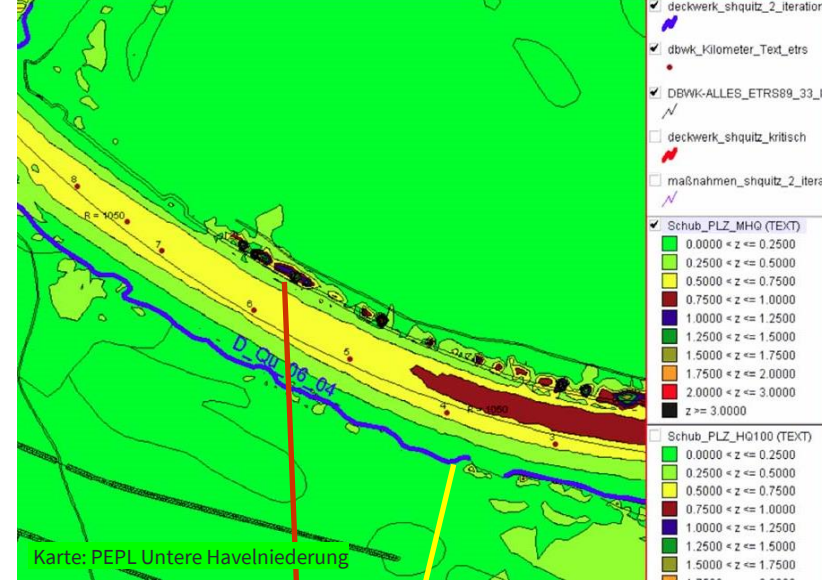 deckwerk_shquitz_2_iteration
dbwk_Kilometer_Text_etrs
DBWK-ALLES_ETRS89_33_
deckwerk_shquitz_kritisch
maßnahmen_shquitz_2_itera
Schub_PLZ_MHQ (TEXT)
0.0000 < z <= 0.2500
0.2500 < z <= 0.5000
0.5000 < z <= 0.7500
0.7500 < z <= 1.0000
1.0000 < z <= 1.2500
1.2500 < z <= 1.5000
1.5000 < z <= 1.7500
1.7500 < z <= 2.0000
2.0000 < z <= 3.0000
z >= 3.0000
Schub_PLZ_HQ100 (TEXT)
0.0000 < z <= 0.2500
0.2500 < z <= 0.5000
0.5000 < z <= 0.7500
0.7500 < z <= 1.0000
1.0000 < z <= 1.2500
1.2500 < z <= 1.5000
1.5000 < z <= 1.7500
8
R = 1050
7
6
5
D_Qu_06_04
4
R = 1050
3
Karte: PEPL Untere Havelniederung